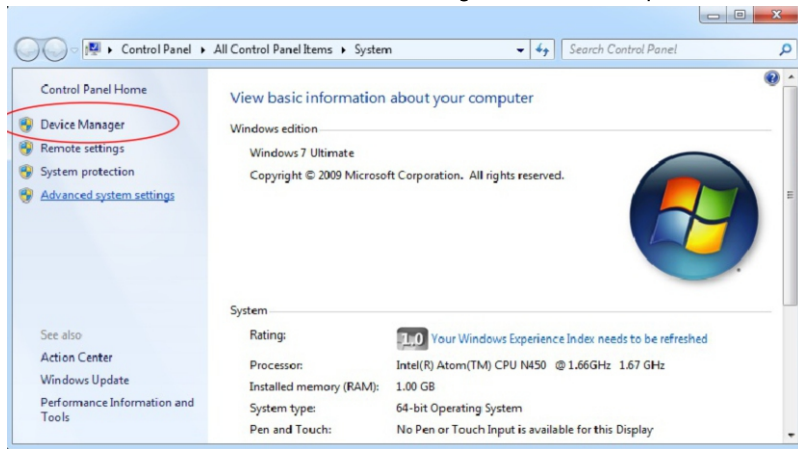 Control Panel ▸ All Control Panel Items ▸ System
Search Control Panel
Control Panel Home
Device Manager
Remote settings
System protection
Advanced system settings
See also
Action Center
Windows Update
Performance Information and
Tools
View basic information about your computer
Windows edition
Windows 7 Ultimate
Copyright © 2009 Microsoft Corporation. All rights reserved.
System
Rating:
1.0 Your Windows Experience Index needs to be refreshed
Processor:
Intel(R) Atom(TM) CPU N450 @ 1.66GHz 1.67 GHz
Installed memory (RAM):
1.00 GB
System type:
64-bit Operating System
Pen and Touch:
No Pen or Touch Input is available for this Display